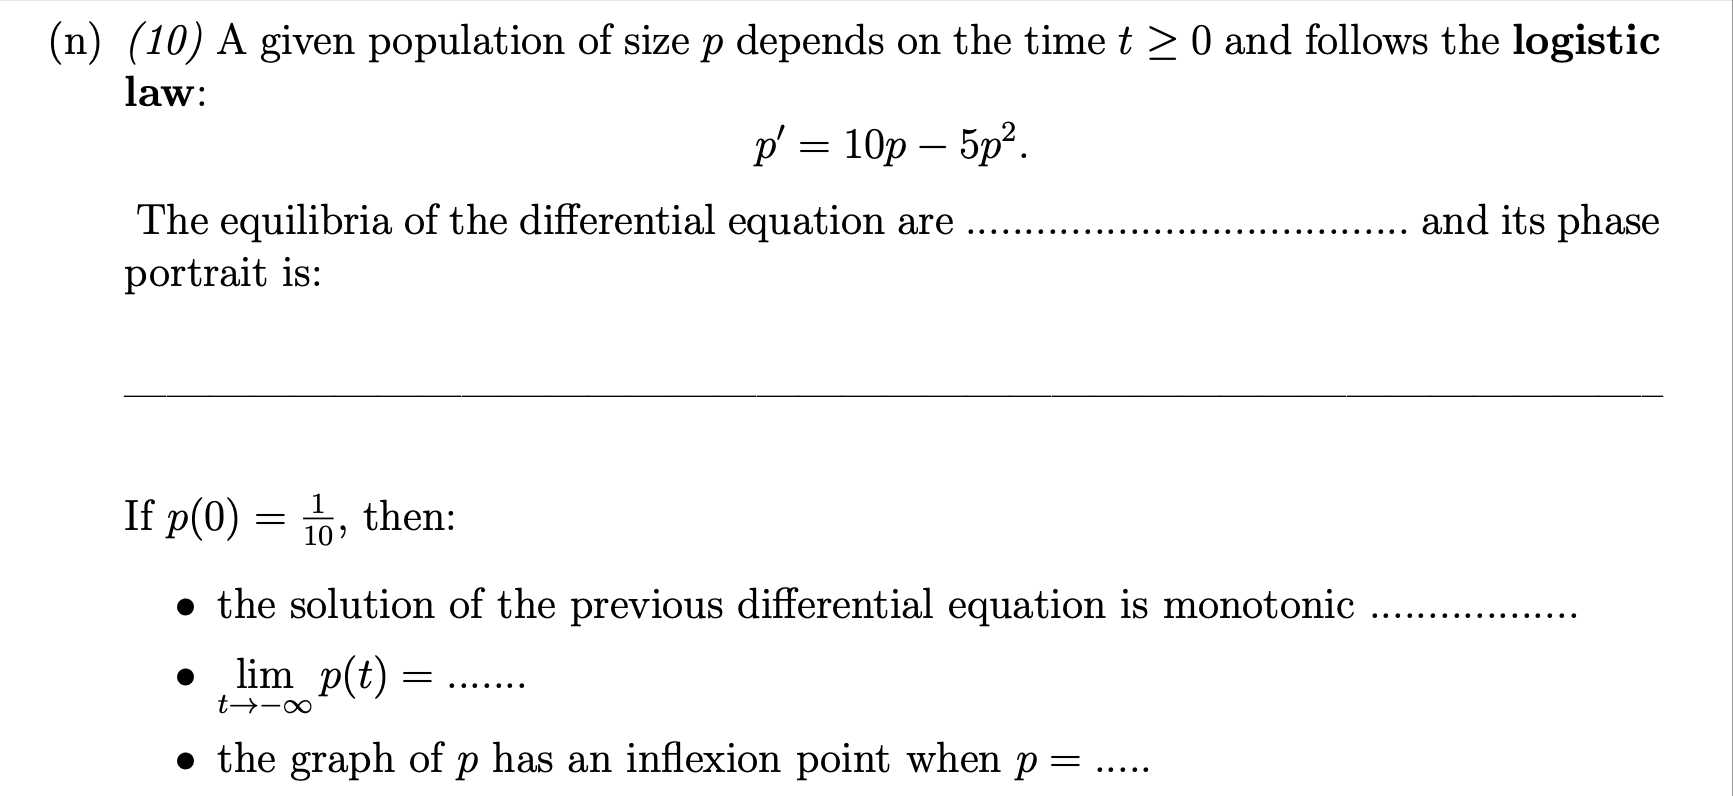 (n) (10) A given population of size p depends on the time t ≥ 0 and follows the logistic
law:
p′ = 10p − 5p².
The equilibria of the differential equation are ...................................... and its phase
portrait is:
If p(0) = 1/10, then:
• the solution of the previous differential equation is monotonic ..................
• lim_{t→−∞} p(t) = .......
• the graph of p has an inflexion point when p = .....